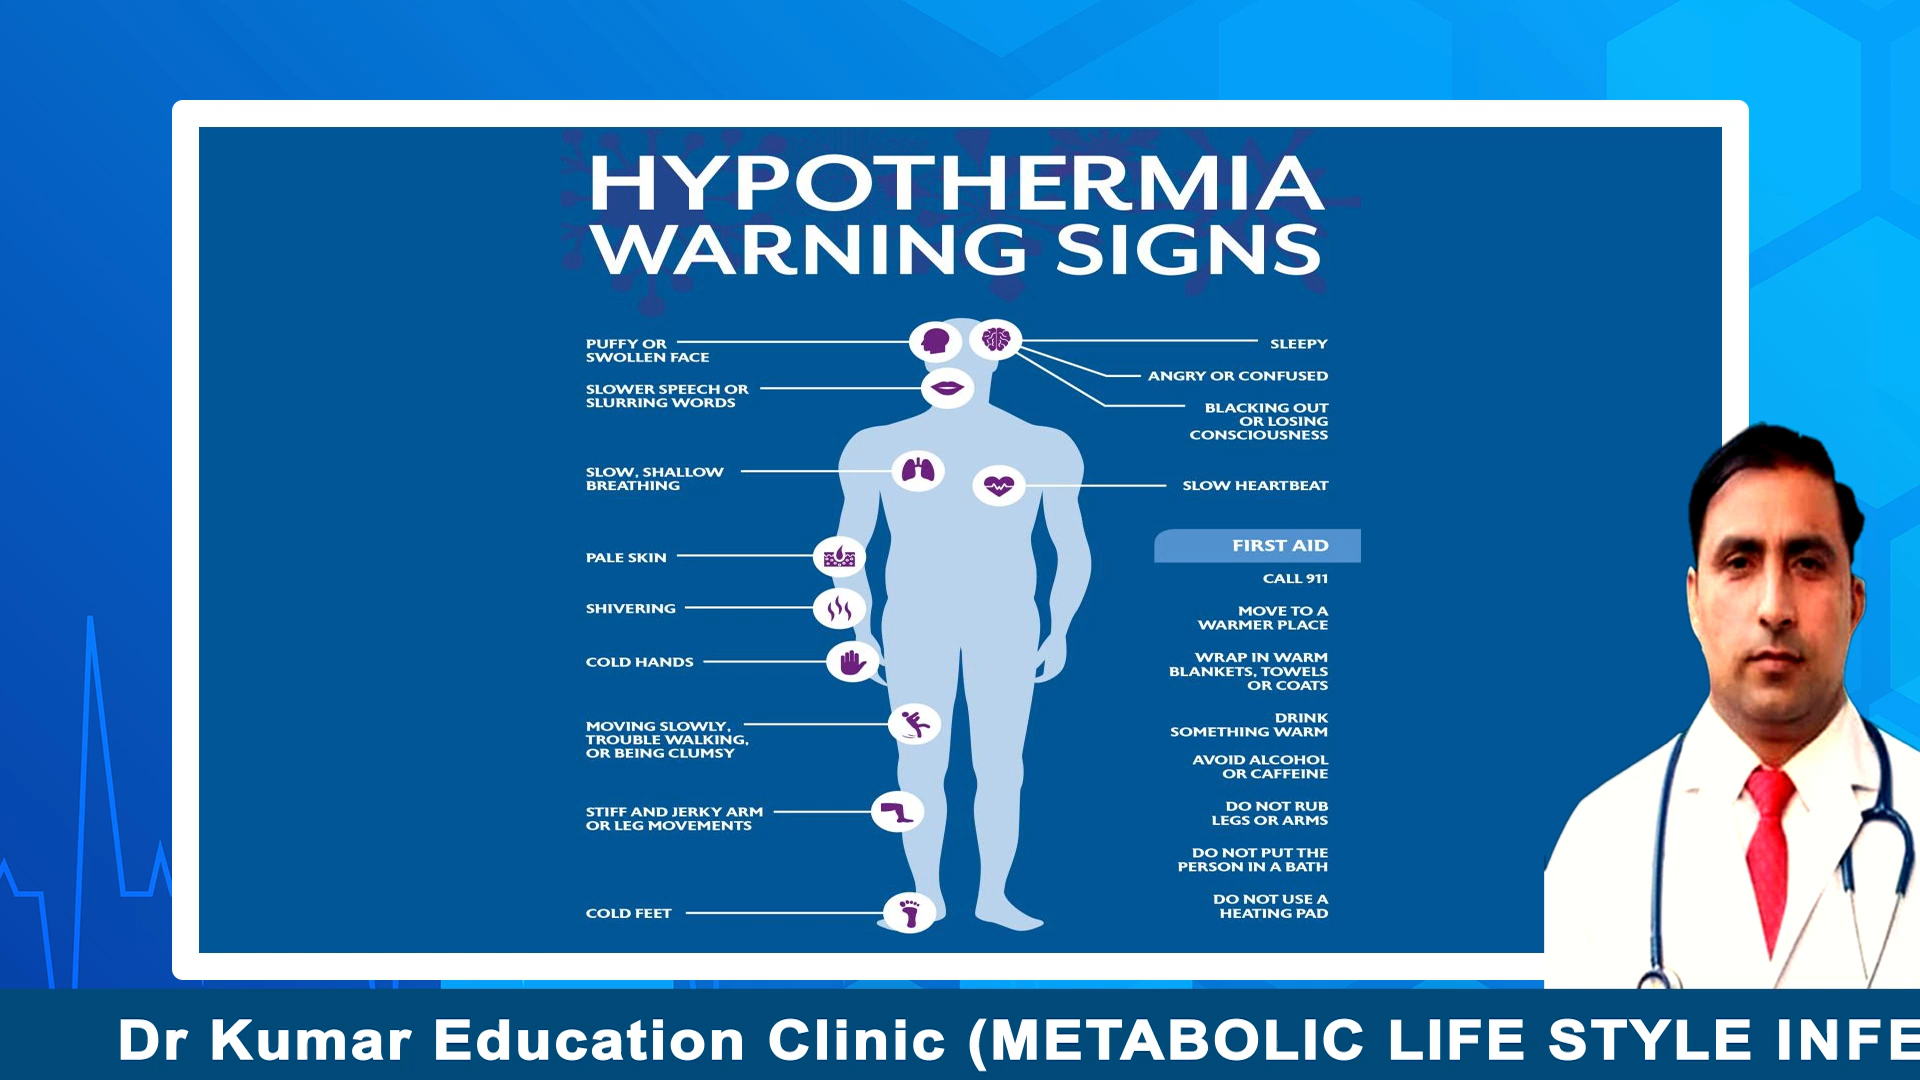 HYPOTHERMIA
WARNING SIGNS
PUFFY OR
SWOLLEN FACE
SLOWER SPEECH OR
SLURRING WORDS
SLOW, SHALLOW
BREATHING
PALE SKIN
SHIVERING
COLD HANDS
MOVING SLOWLY,
TROUBLE WALKING,
OR BEING CLUMSY
STIFF AND JERKY ARM
OR LEG MOVEMENTS
COLD FEET
SLEEPY
ANGRY OR CONFUSED
BLACKING OUT
OR LOSING
CONSCIOUSNESS
SLOW HEARTBEAT
FIRST AID
CALL 911
MOVE TO A
WARMER PLACE
WRAP IN WARM
BLANKETS, TOWELS
OR COATS
DRINK
SOMETHING WARM
AVOID ALCOHOL
OR CAFFEINE
DO NOT RUB
LEGS OR ARMS
DO NOT PUT THE
PERSON IN A BATH
DO NOT USE A
HEATING PAD
Dr Kumar Education Clinic (METABOLIC LIFE STYLE INFE